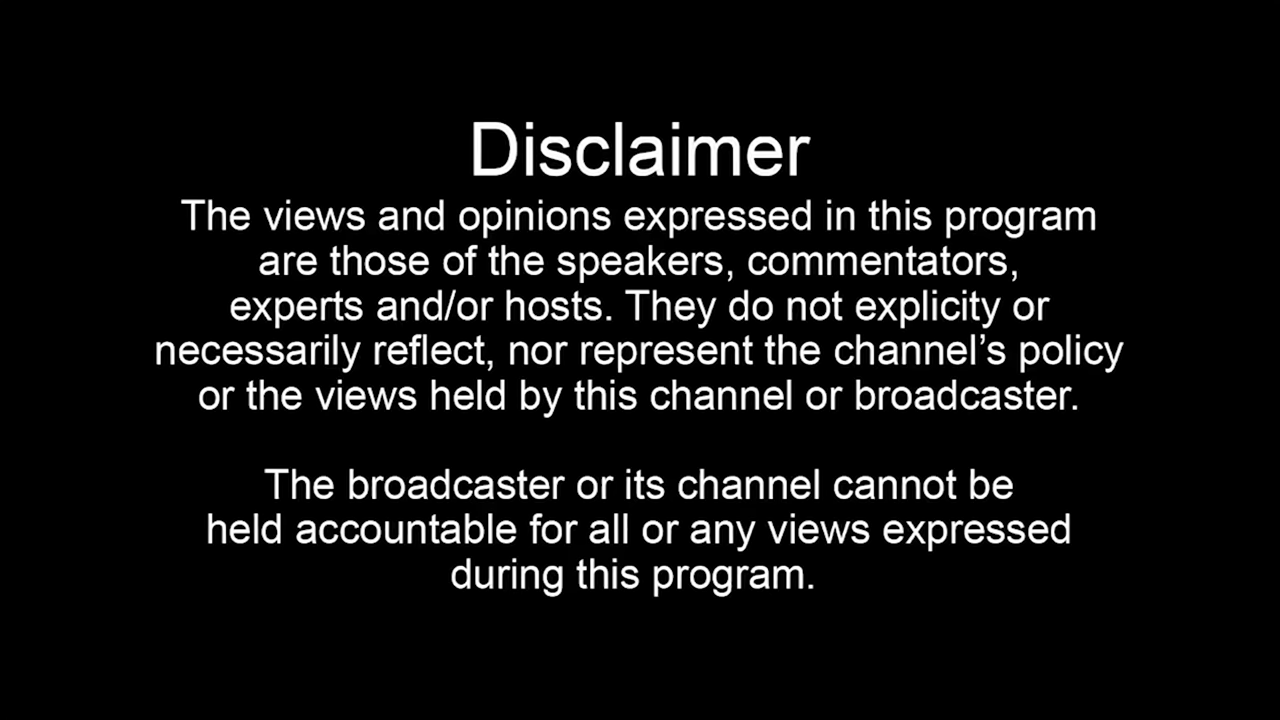 Disclaimer
The views and opinions expressed in this program
are those of the speakers, commentators,
experts and/or hosts. They do not explicity or
necessarily reflect, nor represent the channel’s policy
or the views held by this channel or broadcaster.
The broadcaster or its channel cannot be
held accountable for all or any views expressed
during this program.